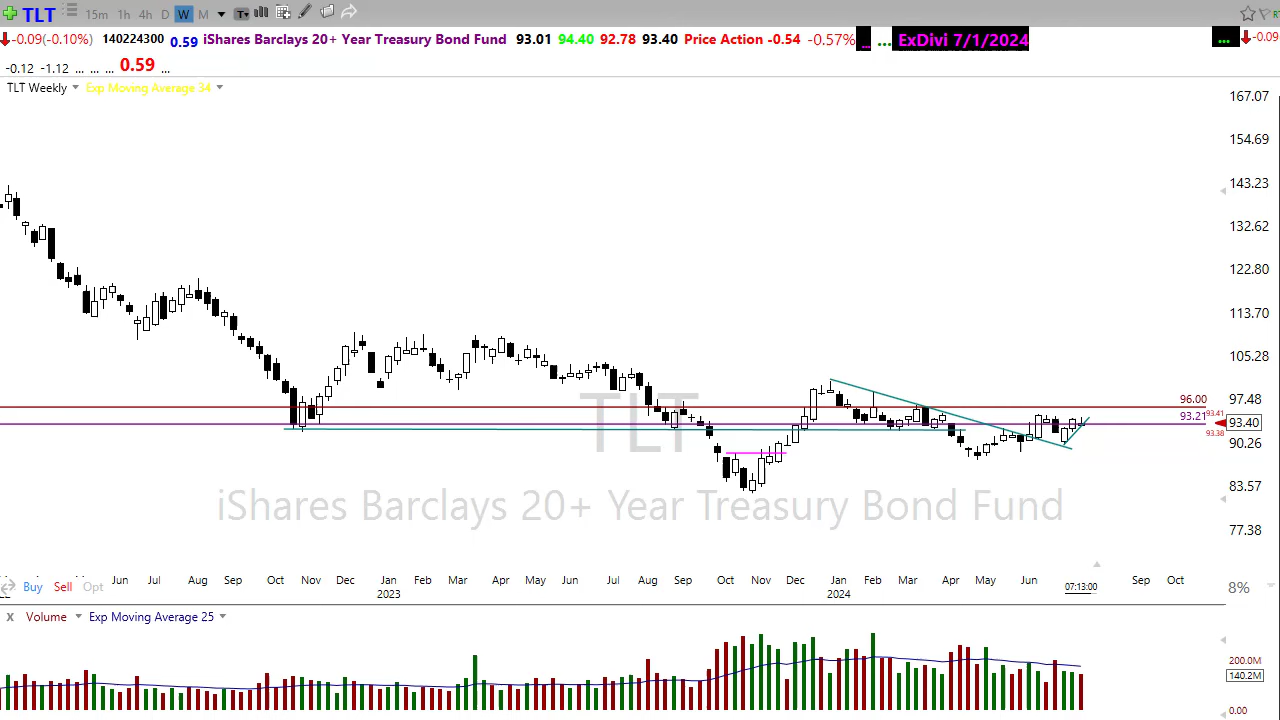 TLT 15m 1h 4h D W M T
-0.09(-0.10%) 140224300 0.59 iShares Barclays 20+ Year Treasury Bond Fund 93.01 94.40 92.78 93.40 Price Action -0.54 -0.57% ... ... ExDivi 7/1/2024 ... -0.09
-0.12 -1.12 ... ... ... 0.59 ...
TLT Weekly Exp Moving Average 34
167.07
154.69
143.23
132.62
122.80
113.70
105.28
97.48
96.00
93.21 93.41
93.40
93.38
90.26
83.57
77.38
TLT
iShares Barclays 20+ Year Treasury Bond Fund
Jun Jul Aug Sep Oct Nov Dec Jan Feb Mar Apr May Jun Jul Aug Sep Oct Nov Dec Jan Feb Mar Apr May Jun Sep Oct
Buy Sell Opt 07:13:00 8%
2023 2024
X Volume Exp Moving Average 25
200.0M
140.2M
0.00